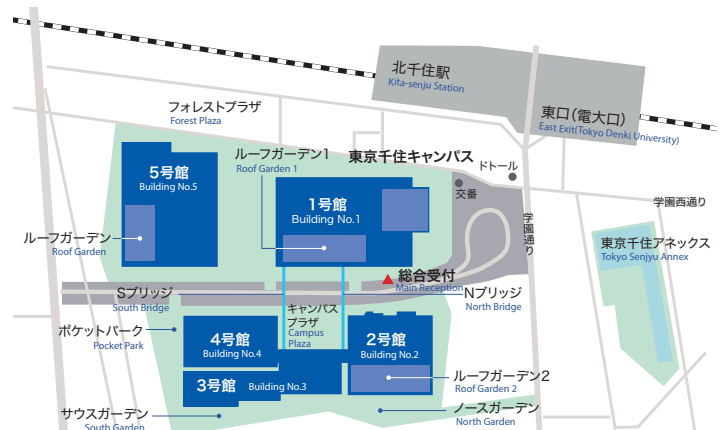 北千住駅
Kita-senju Station
東口(電大口)
East Exit(Tokyo Denki University)
フォレストプラザ
Forest Plaza
ルーフガーデン1
Roof Garden 1
東京千住キャンパス
ドトール
交番
5号館
Building No.5
1号館
Building No.1
学園西通り
学園通り
ルーフガーデン
Roof Garden
東京千住アネックス
Tokyo Senjyu Annex
総合受付
Main Reception
Sブリッジ
South Bridge
Nブリッジ
North Bridge
キャンパス
プラザ
Campus
Plaza
ポケットパーク
Pocket Park
4号館
Building No.4
2号館
Building No.2
3号館
Building No.3
ルーフガーデン2
Roof Garden 2
サウスガーデン
South Garden
ノースガーデン
North Garden